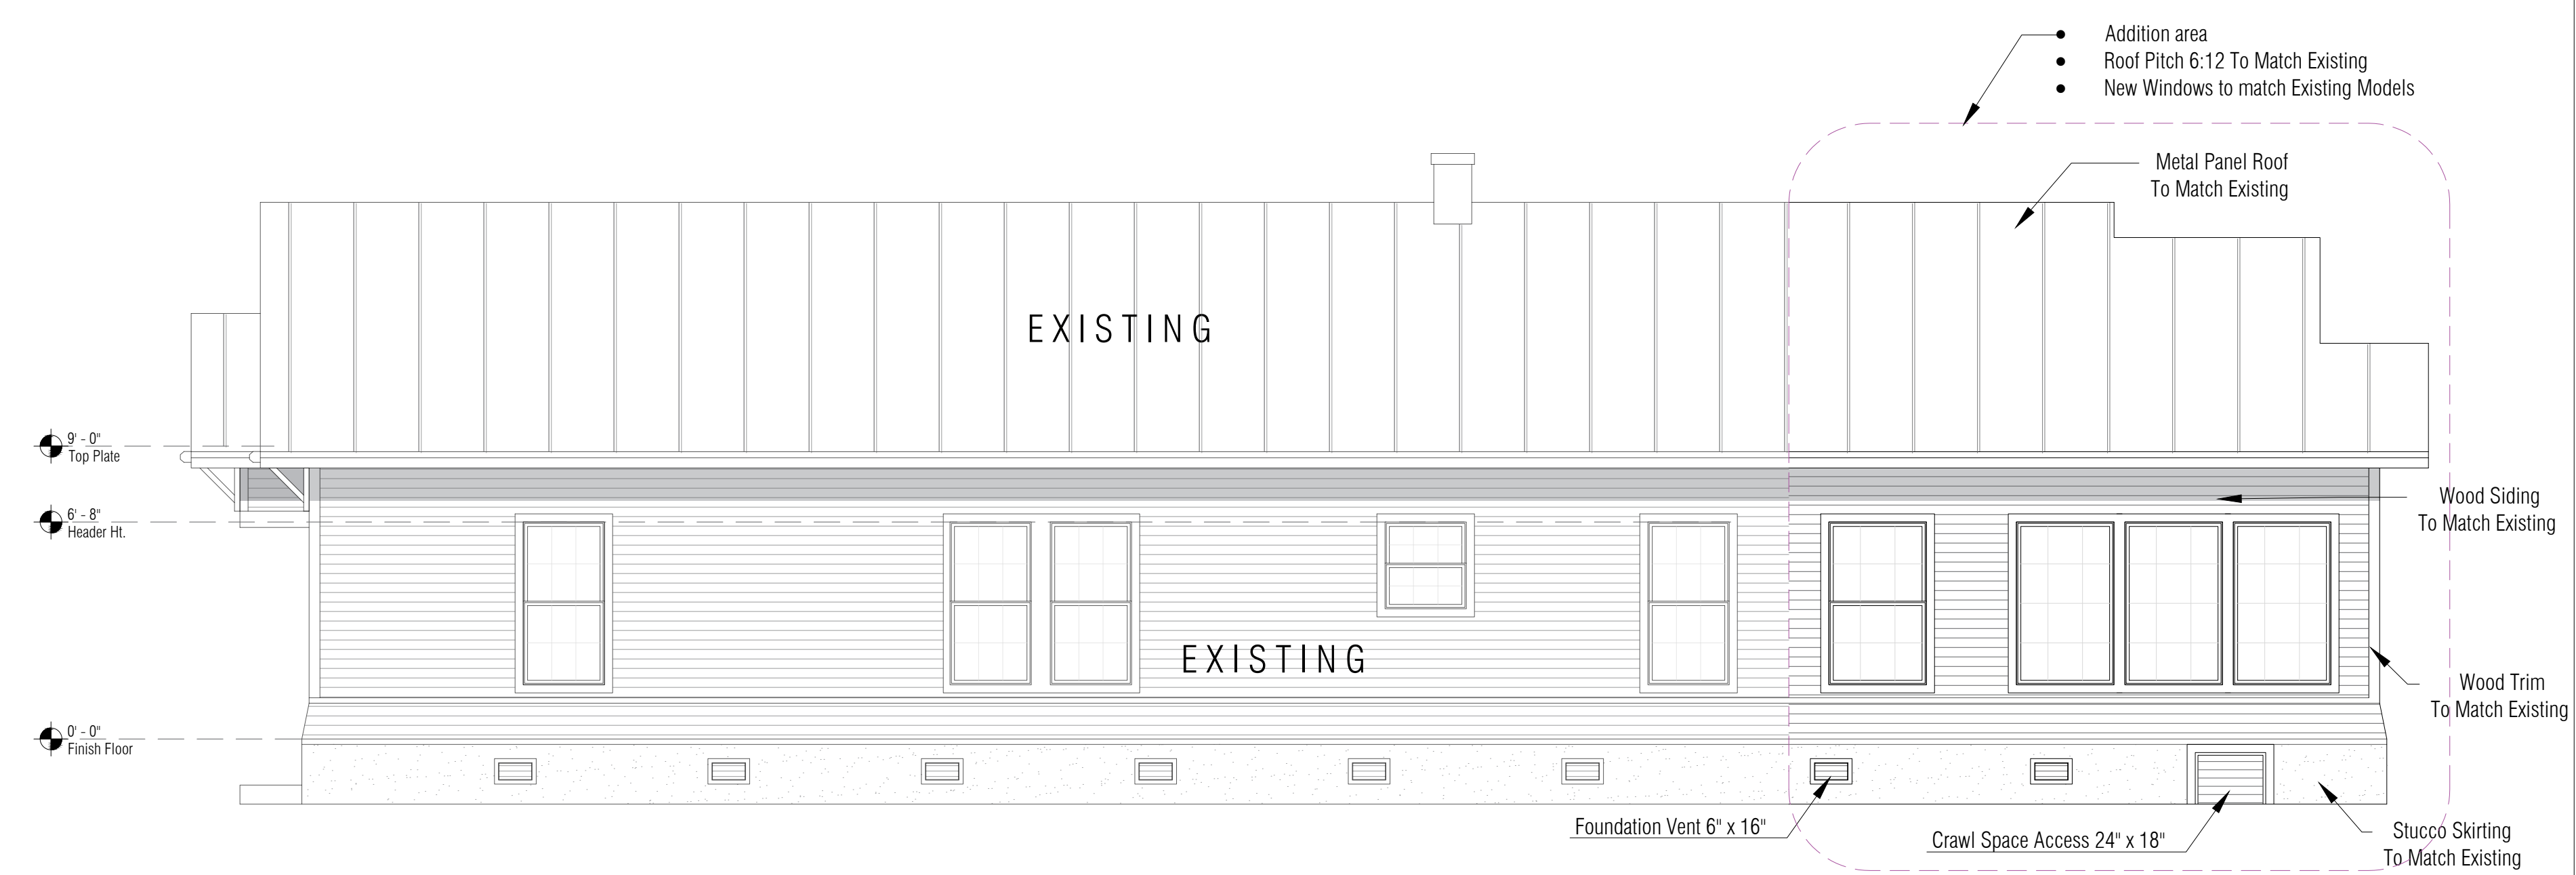 Addition area
Roof Pitch 6:12 To Match Existing
New Windows to match Existing Models
Metal Panel Roof
To Match Existing
EXISTING
9' - 0"
Top Plate
6' - 8"
Header Ht.
Wood Siding
To Match Existing
EXISTING
Wood Trim
To Match Existing
0' - 0"
Finish Floor
Foundation Vent 6" x 16"
Crawl Space Access 24" x 18"
Stucco Skirting
To Match Existing